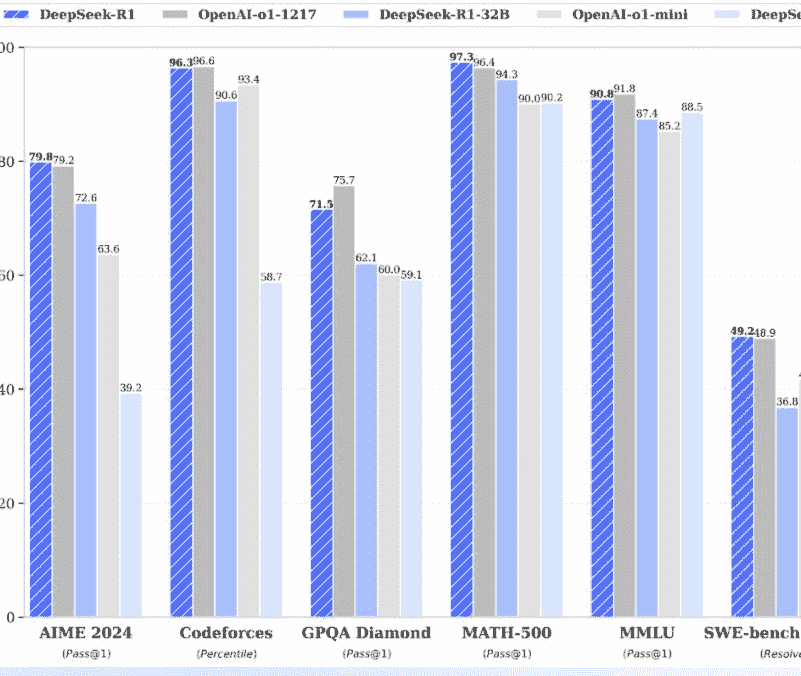 DeepSeek-R1 OpenAI-o1-1217 DeepSeek-R1-32B OpenAI-o1-mini
80
60
40
20
0
79.8 79.2 72.6 63.6 39.2
96.3 96.6 90.6 93.4 58.7
71.5 75.7 62.1 60.0 59.1
97.3 96.4 94.3 90.0 90.2
90.8 91.8 87.4 85.2 88.5
49.2 48.9 36.8
AIME 2024 Codeforces GPQA Diamond MATH-500 MMLU SWE-bench
(Pass@1) (Percentile) (Pass@1) (Pass@1) (Pass@1)